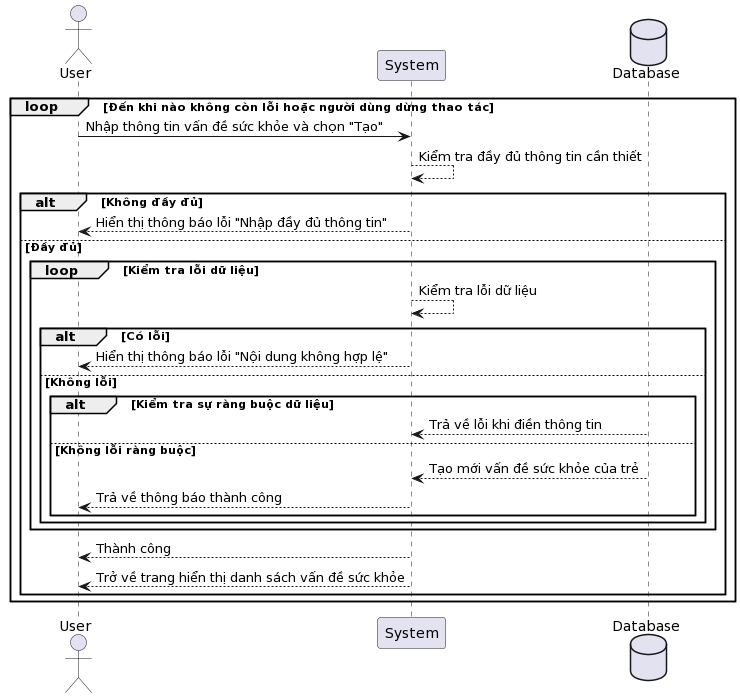 User
System
Database
loop [Đến khi nào không còn lỗi hoặc người dùng dừng thao tác]
Nhập thông tin vấn đề sức khỏe và chọn "Tạo"
Kiểm tra đầy đủ thông tin cần thiết
alt [Không đầy đủ]
Hiển thị thông báo lỗi "Nhập đầy đủ thông tin"
[Đầy đủ]
loop [Kiểm tra lỗi dữ liệu]
Kiểm tra lỗi dữ liệu
alt [Có lỗi]
Hiển thị thông báo lỗi "Nội dung không hợp lệ"
[Không lỗi]
alt [Kiểm tra sự ràng buộc dữ liệu]
Trả về lỗi khi điền thông tin
[Không lỗi ràng buộc]
Tạo mới vấn đề sức khỏe của trẻ
Trả về thông báo thành công
Thành công
Trở về trang hiển thị danh sách vấn đề sức khỏe
User
System
Database